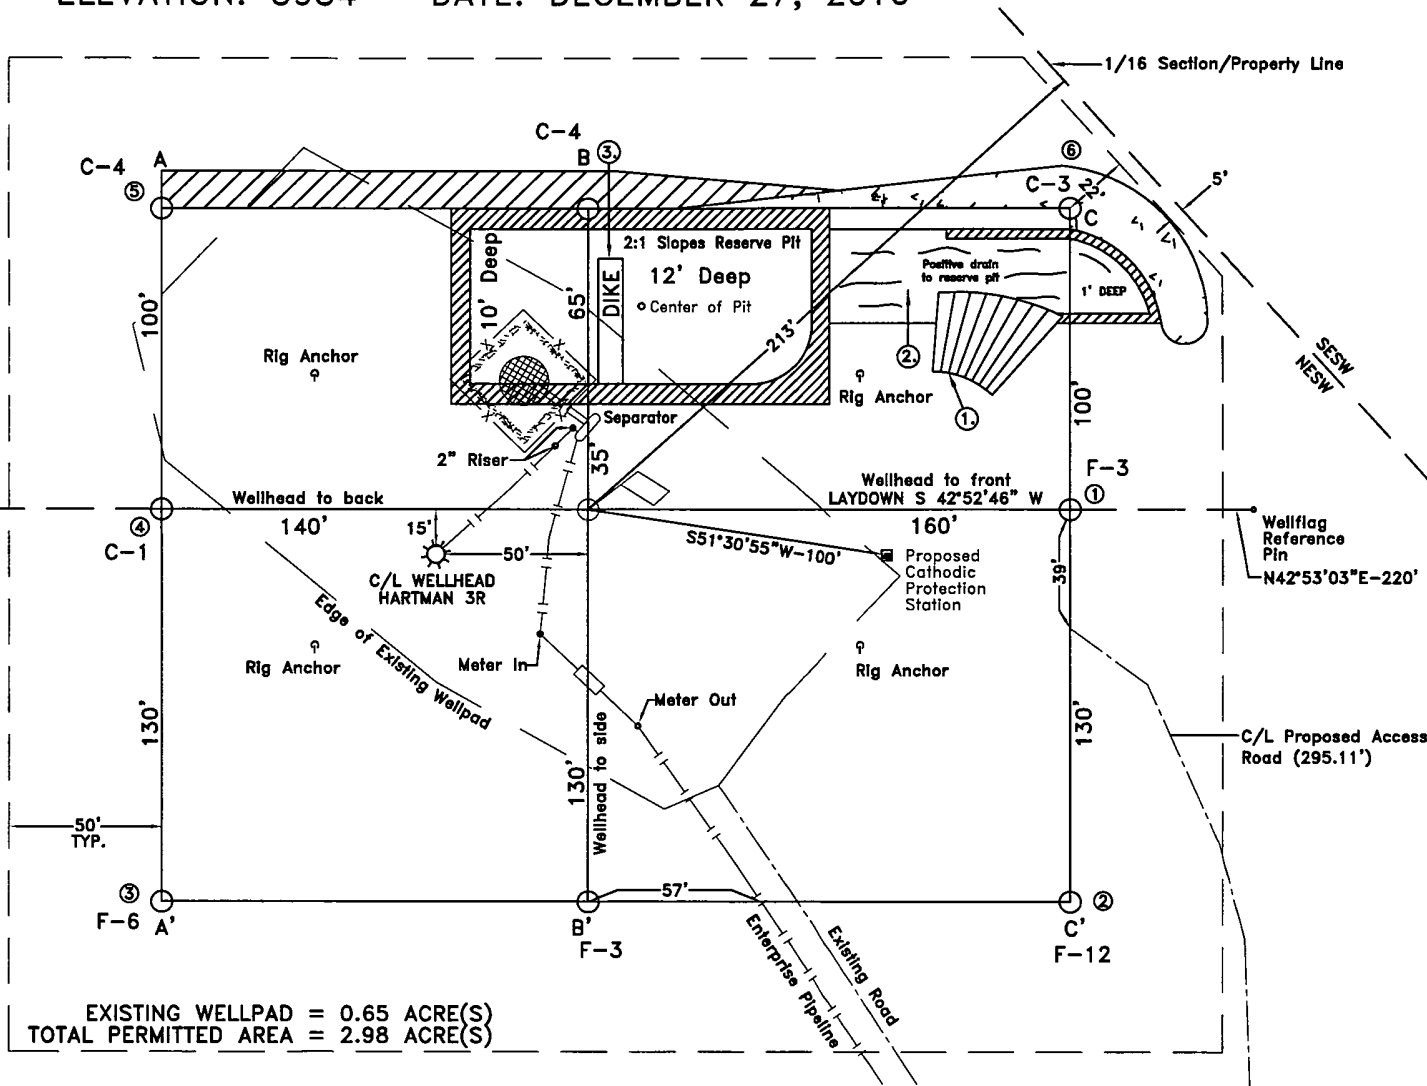 DATE: DECEMBER 27,
1/16 Section/Property Line
C-4
A
C-4
B
③.
⑥
⑤
C-3
22'
5'
C
2:1 Slopes Reserve Pit
10' Deep
65'
DIKE
12' Deep
Center of Pit
Positive drain
to reserve pit
1' DEEP
100'
213'
②.
SESW
NESW
Rig Anchor
Rig Anchor
①.
100'
Separator
2" Riser
35'
F-3
Wellhead to back
Wellhead to front
LAYDOWN S 42°52'46" W
①
④
140'
15'
160'
C-1
50'
S51°30'55"W-100'
Proposed
Cathodic
Protection
Station
Wellflag
Reference
Pin
N42°53'03"E-220'
C/L WELLHEAD
HARTMAN 3R
39'
Edge of Existing Wellpad
Rig Anchor
Meter In
Rig Anchor
Meter Out
130'
130'
Wellhead to side
130'
C/L Proposed Access
Road (295.11')
50'
TYP.
③
57'
②
F-6
A'
B'
F-3
C'
F-12
Enterprise Pipeline
Existing Road
EXISTING WELLPAD = 0.65 ACRE(S)
TOTAL PERMITTED AREA = 2.98 ACRE(S)